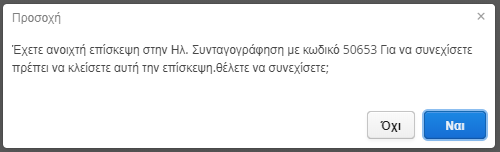 Προσοχή
×
Έχετε ανοιχτή επίσκεψη στην Ηλ. Συνταγογράφηση με κωδικό 50653 Για να συνεχίσετε
πρέπει να κλείσετε αυτή την επίσκεψη.θέλετε να συνεχίσετε;
Όχι
Ναι